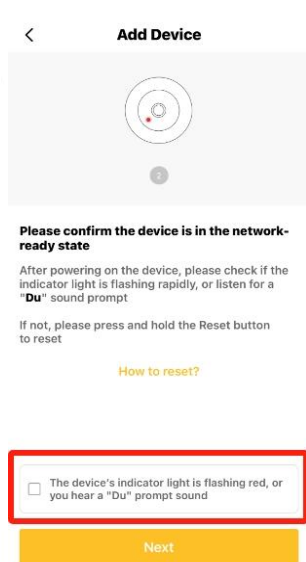 Add Device
2
Please confirm the device is in the network-
ready state
After powering on the device, please check if the
indicator light is flashing rapidly, or listen for a
"Du" sound prompt
If not, please press and hold the Reset button
to reset
How to reset?
The device's indicator light is flashing red, or
you hear a "Du" prompt sound
Next